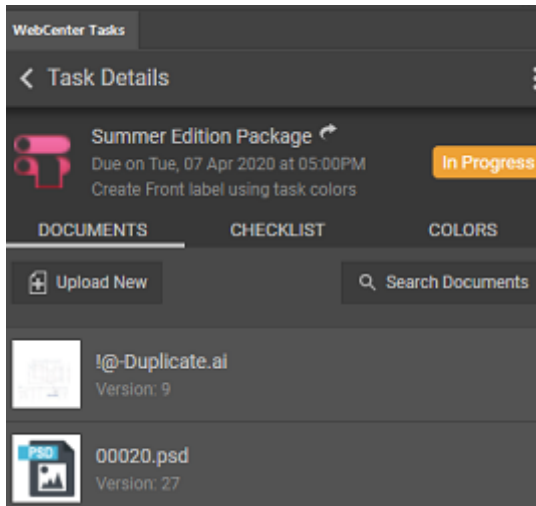 WebCenter Tasks
Task Details
Summer Edition Package
Due on Tue, 07 Apr 2020 at 05:00PM
In Progress
Create Front label using task colors
DOCUMENTS CHECKLIST COLORS
Upload New Search Documents
!@-Duplicate.ai
Version: 9
PSD
00020.psd
Version: 27